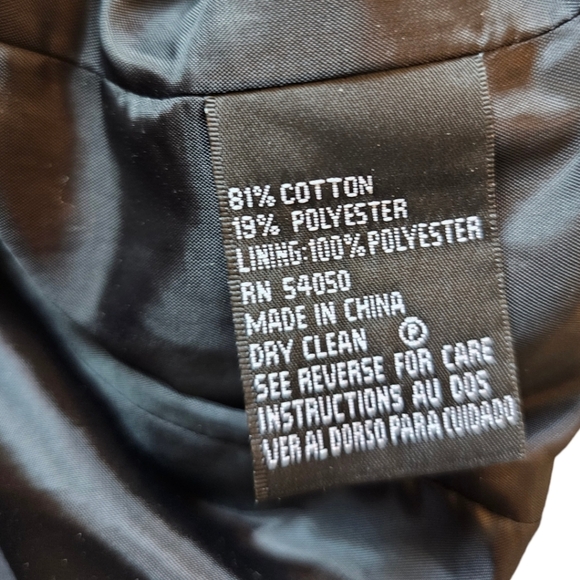 81% COTTON
19% POLYESTER
LINING:100% POLYESTER
RN 54050
MADE IN CHINA
DRY CLEAN Ⓟ
SEE REVERSE FOR CARE
INSTRUCTIONS AU DOS
VER AL DORSO PARA CUIDADO